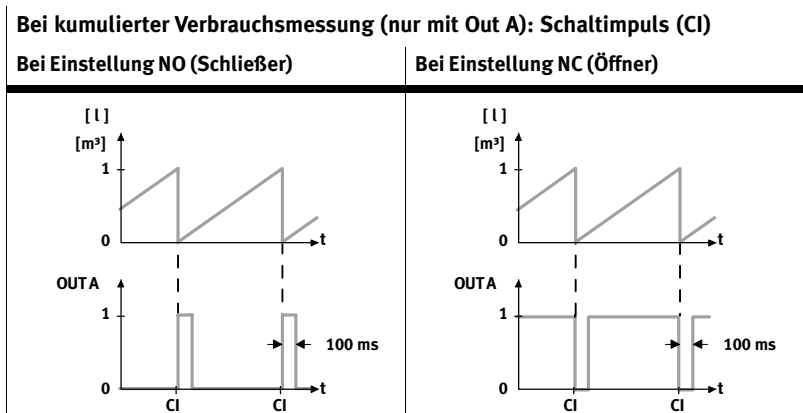 Bei kumulierter Verbrauchsmessung (nur mit Out A): Schaltimpuls (CI)
Bei Einstellung NO (Schließer)
Bei Einstellung NC (Öffner)
[ l ]
[m³]
1
0
t
OUT A
1
0
100 ms
t
CI
CI
[ l ]
[m³]
1
0
t
OUT A
1
0
100 ms
t
CI
CI